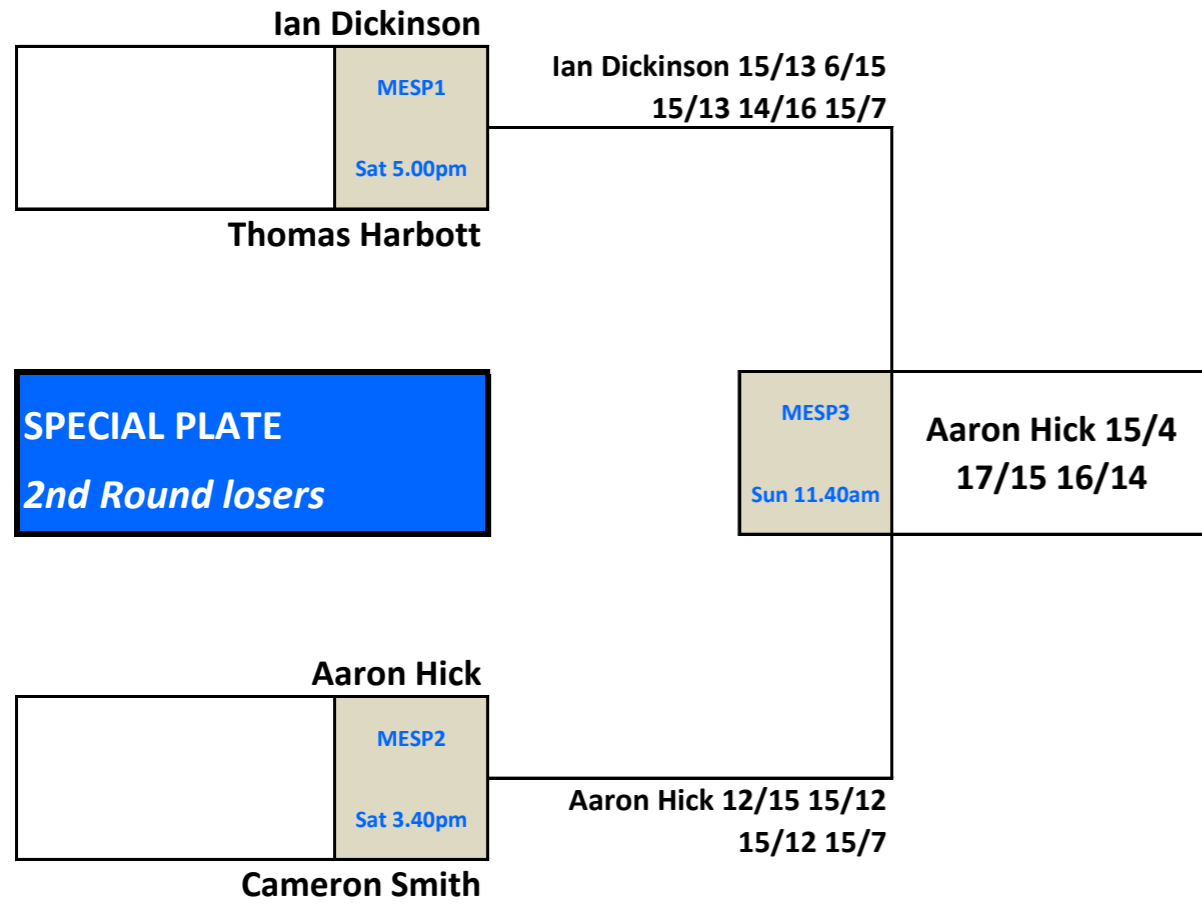 Ian Dickinson
MESP1
Sat 5.00pm
Thomas Harbott
Ian Dickinson 15/13 6/15
15/13 14/16 15/7
SPECIAL PLATE
2nd Round losers
MESP3
Sun 11.40am
Aaron Hick 15/4
17/15 16/14
Aaron Hick
MESP2
Sat 3.40pm
Cameron Smith
Aaron Hick 12/15 15/12
15/12 15/7